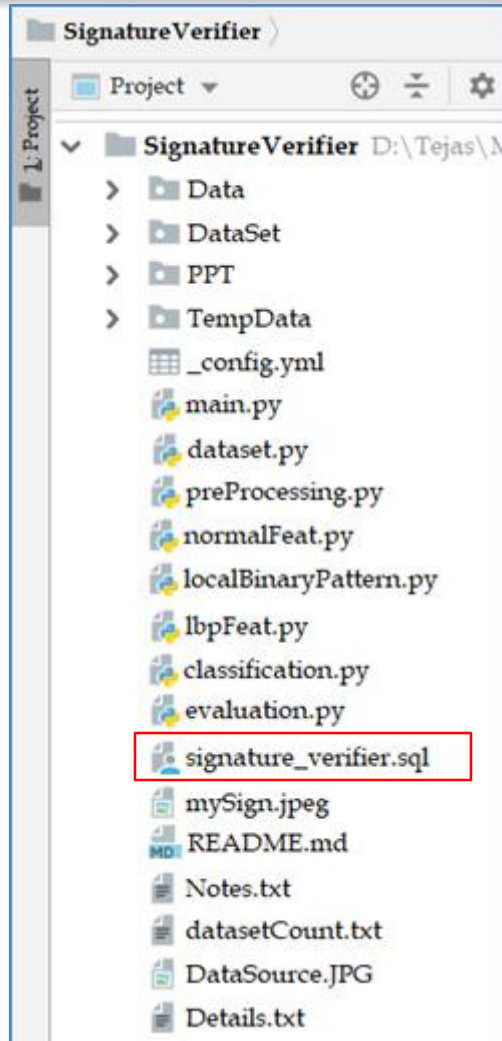 SignatureVerifier
Project
1: Project
SignatureVerifier D:\Tejas\
Data
DataSet
PPT
TempData
_config.yml
main.py
dataset.py
preProcessing.py
normalFeat.py
localBinaryPattern.py
lbpFeat.py
classification.py
evaluation.py
signature_verifier.sql
mySign.jpeg
MD README.md
Notes.txt
datasetCount.txt
DataSource.JPG
Details.txt